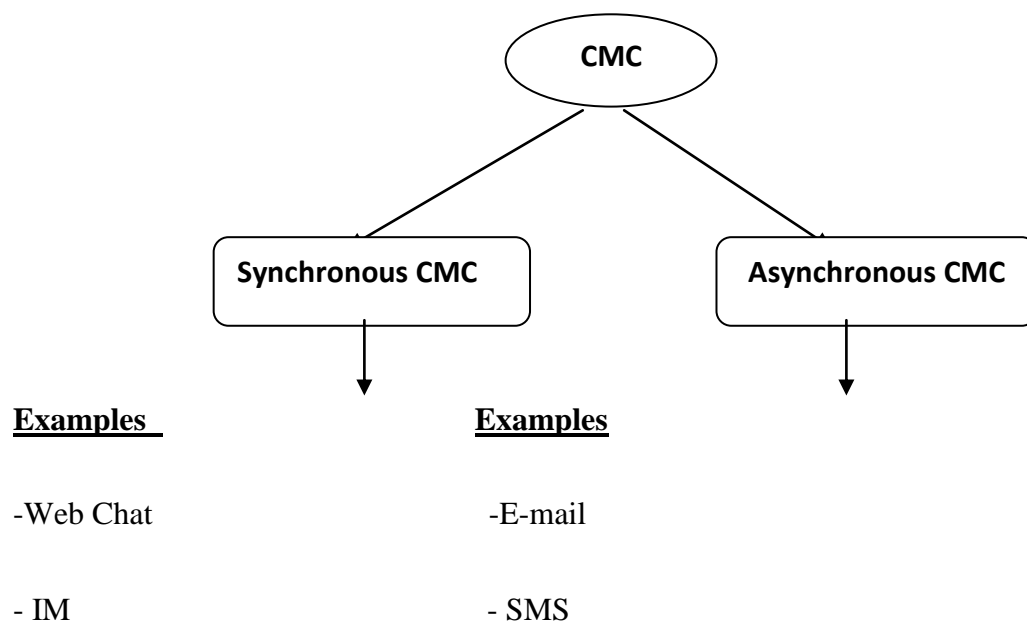 CMC
Synchronous CMC
Asynchronous CMC
Examples Examples
-Web Chat -E-mail
- IM - SMS